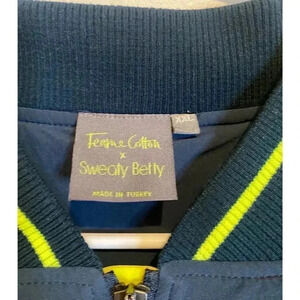 Fearne Cotton
x
Sweaty Betty
MADE IN TURKEY
XXL